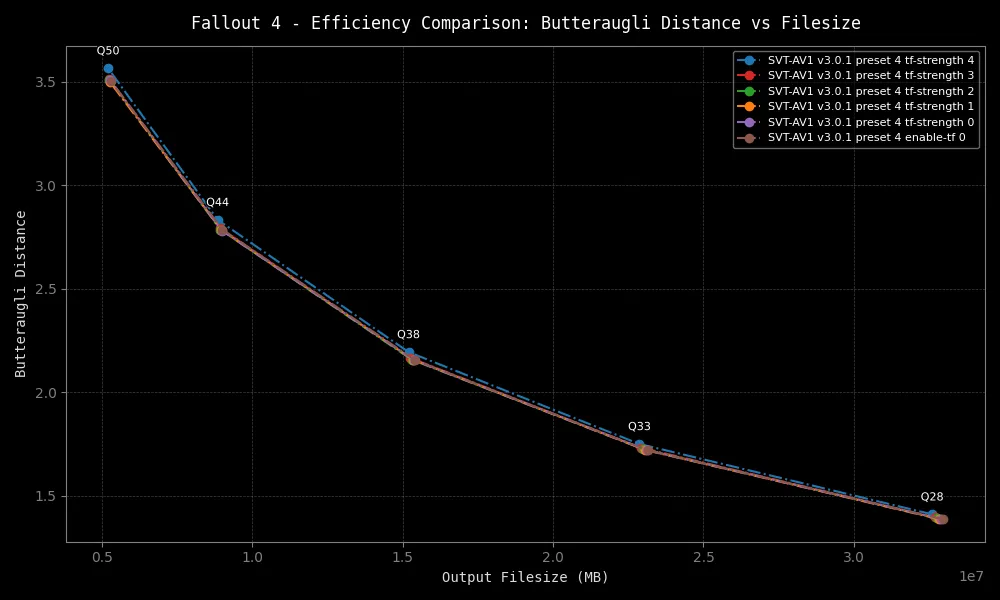 Fallout 4 - Efficiency Comparison: Butteraugli Distance vs Filesize
SVT-AV1 v3.0.1 preset 4 tf-strength 4
SVT-AV1 v3.0.1 preset 4 tf-strength 3
SVT-AV1 v3.0.1 preset 4 tf-strength 2
SVT-AV1 v3.0.1 preset 4 tf-strength 1
SVT-AV1 v3.0.1 preset 4 tf-strength 0
SVT-AV1 v3.0.1 preset 4 enable-tf 0
Butteraugli Distance
3.5
3.0
2.5
2.0
1.5
Q50
Q44
Q38
Q33
Q28
0.5
1.0
1.5
2.0
2.5
3.0
1e7
Output Filesize (MB)